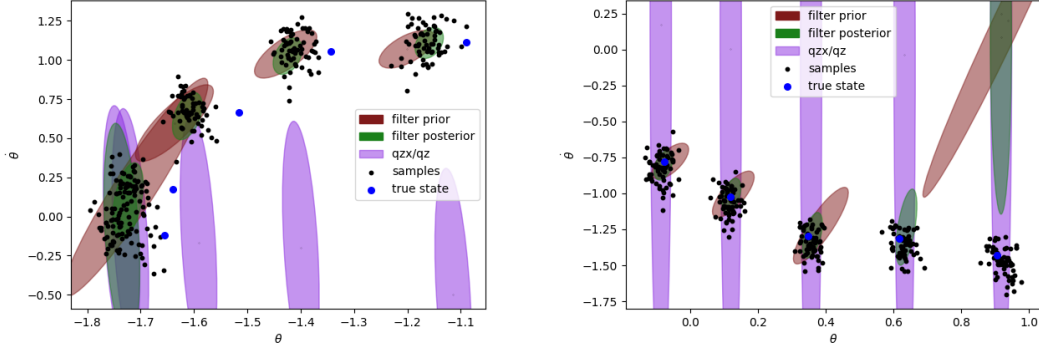 1.25
1.00
0.75
0.50
0.25
0.00
−0.25
−0.50
θ̇
filter prior
filter posterior
qzx/qz
samples
true state
−1.8 −1.7 −1.6 −1.5 −1.4 −1.3 −1.2 −1.1
θ
0.25
0.00
−0.25
−0.50
−0.75
−1.00
−1.25
−1.50
−1.75
θ̇
filter prior
filter posterior
qzx/qz
samples
true state
0.0 0.2 0.4 0.6 0.8 1.0
θ